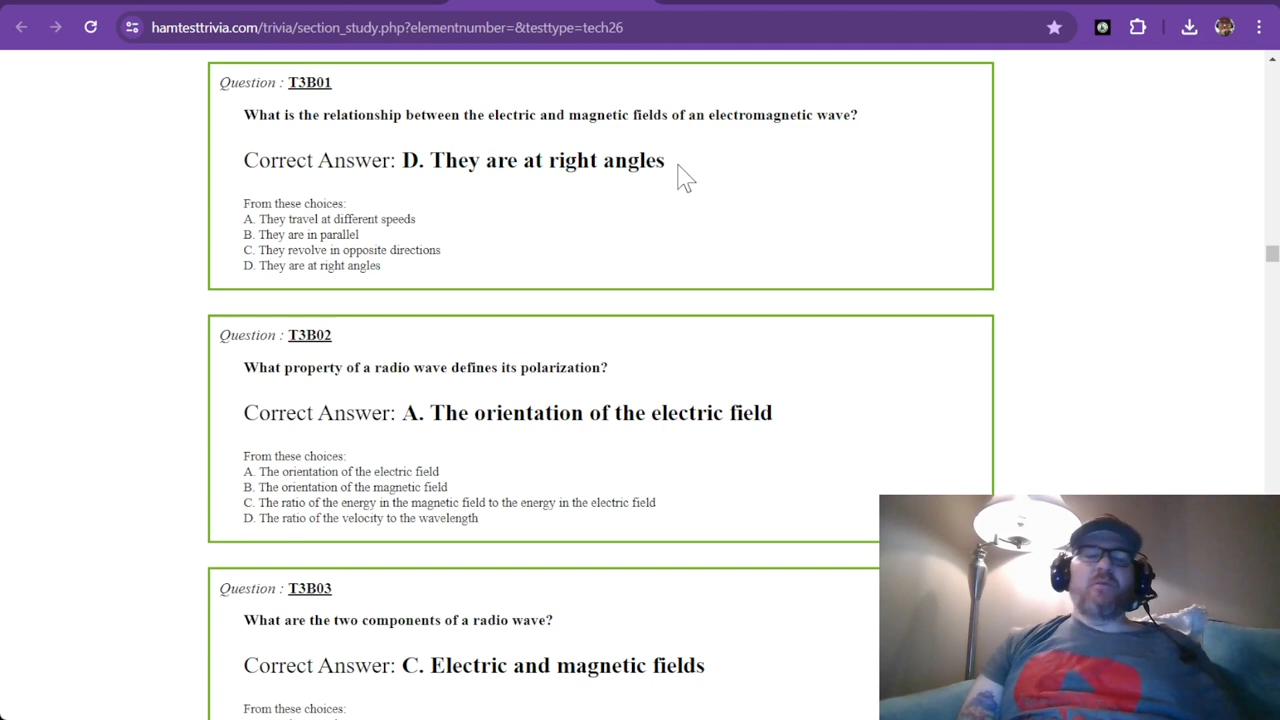 hamtesttrivia.com/trivia/section_study.php?elementnumber=&testtype=tech26
Question : T3B01
What is the relationship between the electric and magnetic fields of an electromagnetic wave?
Correct Answer: D. They are at right angles
From these choices:
A. They travel at different speeds
B. They are in parallel
C. They revolve in opposite directions
D. They are at right angles
Question : T3B02
What property of a radio wave defines its polarization?
Correct Answer: A. The orientation of the electric field
From these choices:
A. The orientation of the electric field
B. The orientation of the magnetic field
C. The ratio of the energy in the magnetic field to the energy in the electric field
D. The ratio of the velocity to the wavelength
Question : T3B03
What are the two components of a radio wave?
Correct Answer: C. Electric and magnetic fields
From these choices: